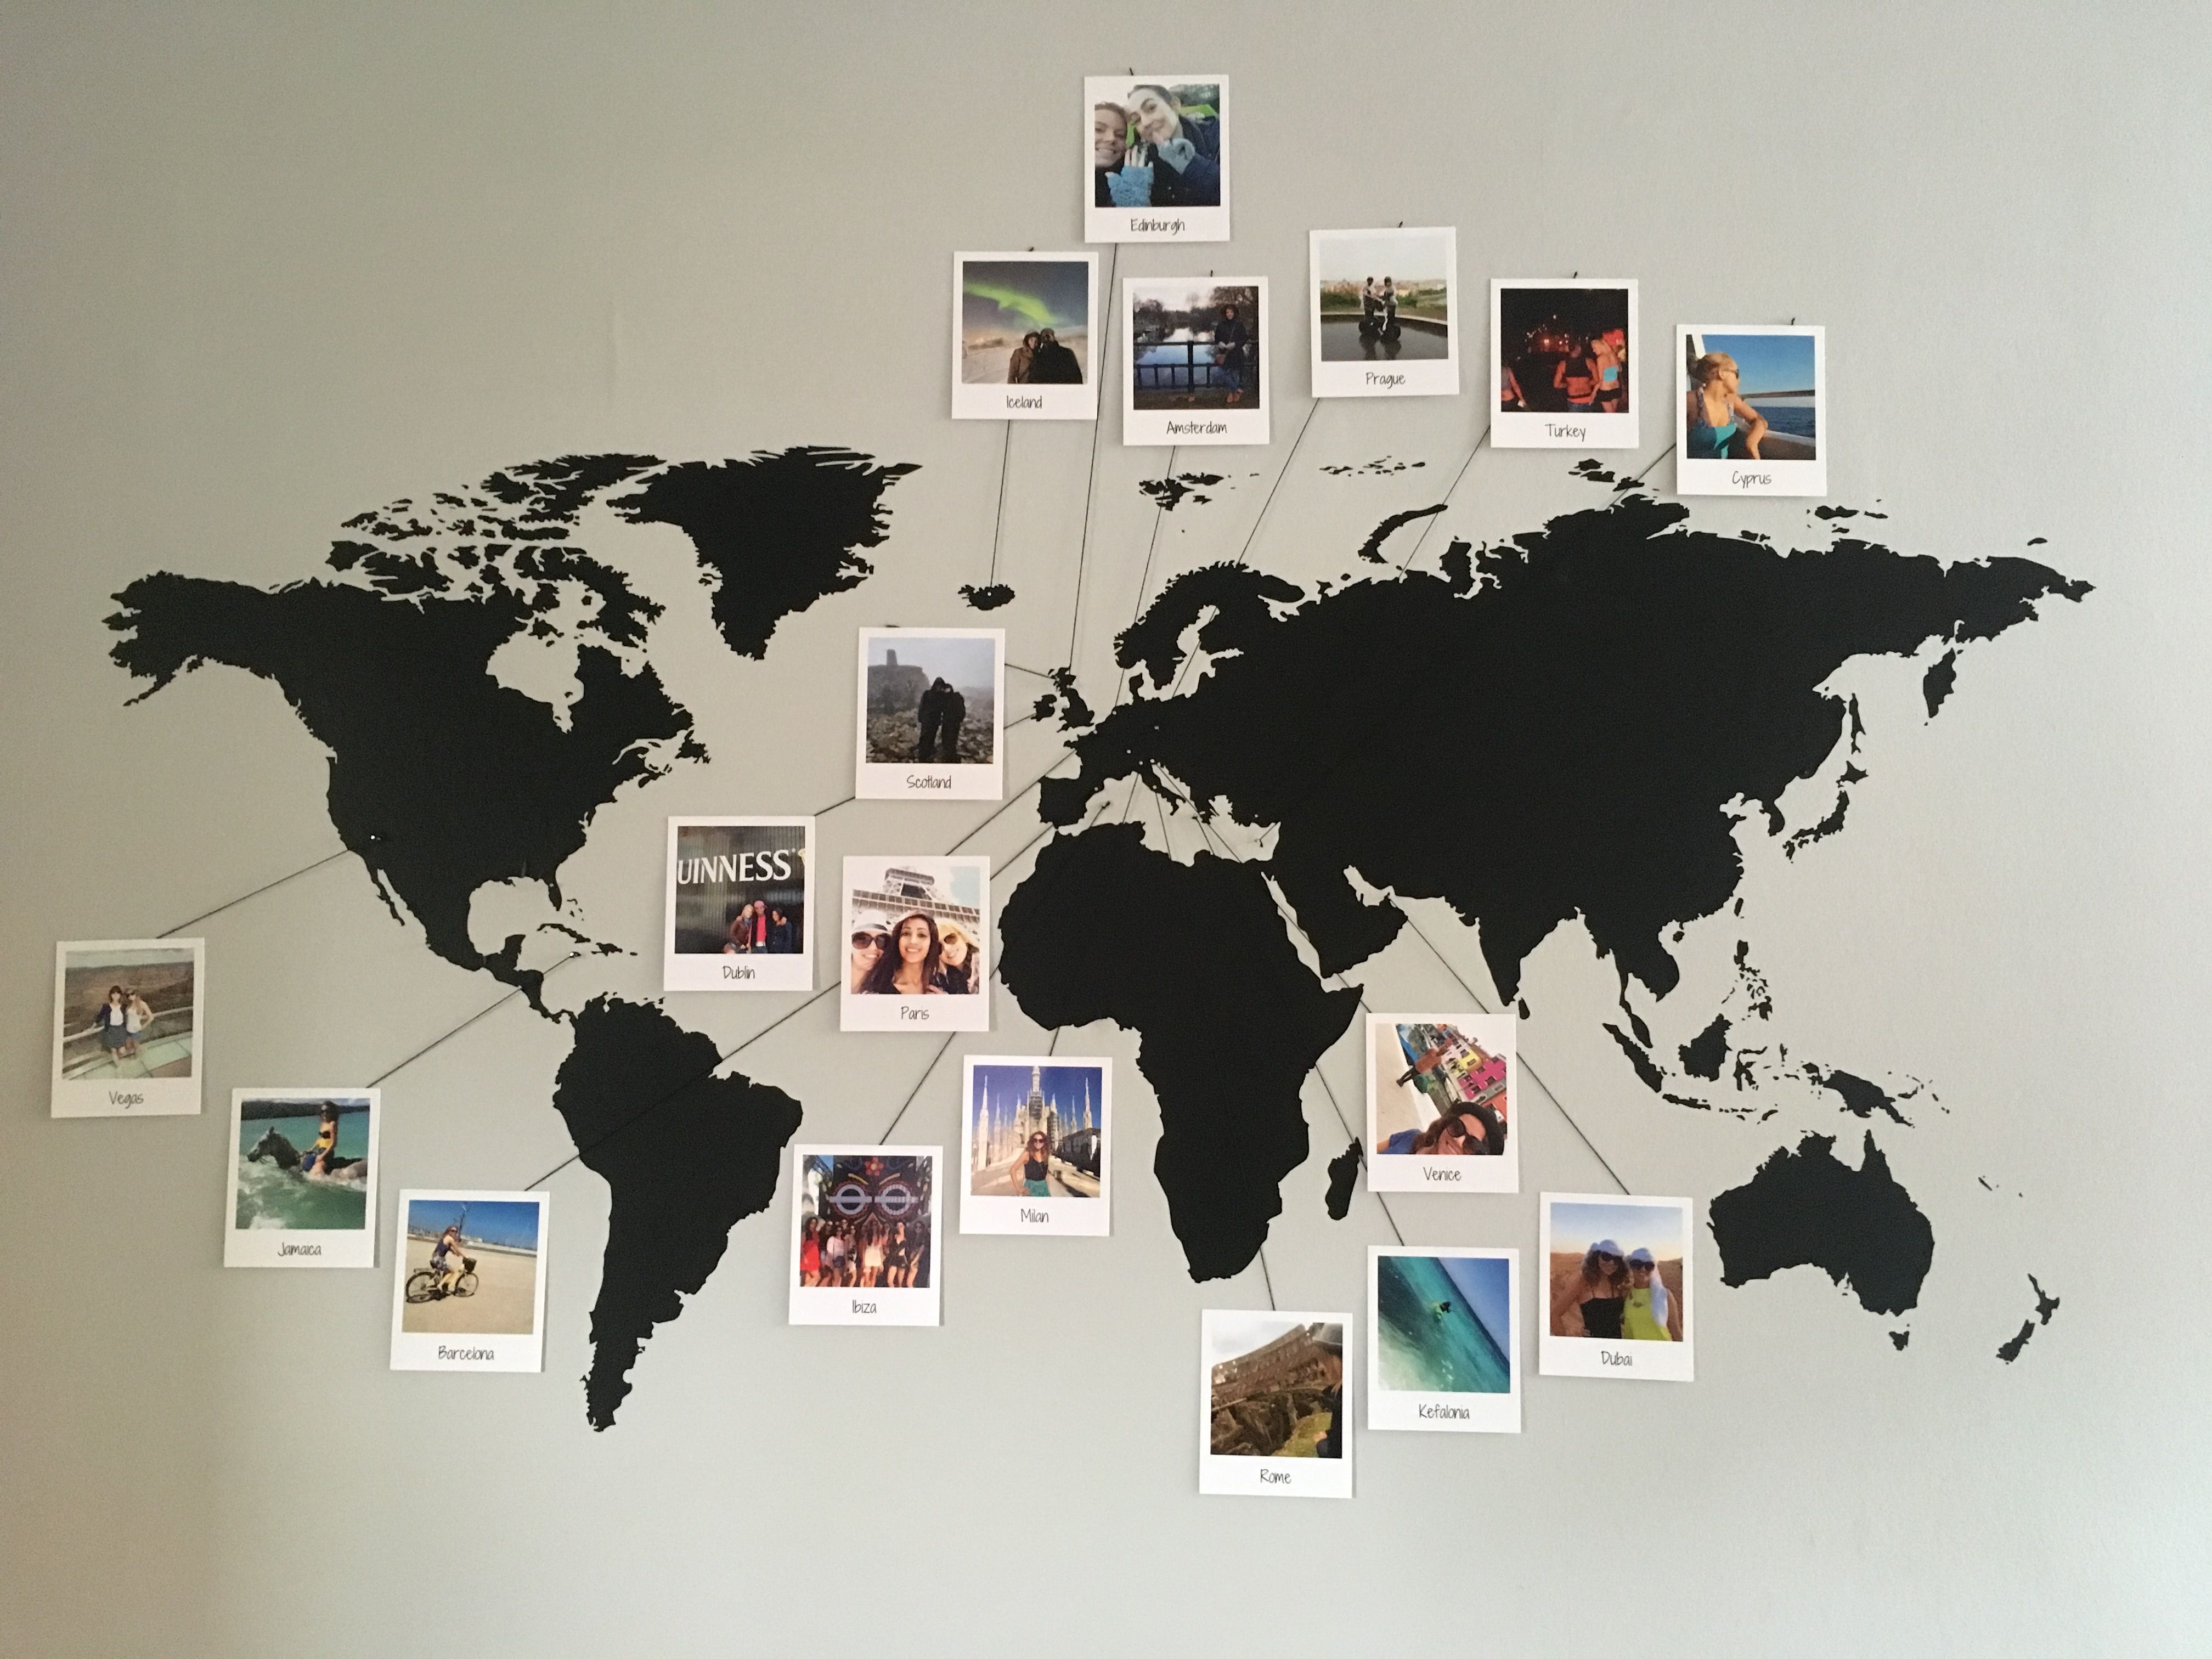 Edinburgh
Iceland
Amsterdam
Prague
Turkey
Cyprus
Scotland
UINNESS
Dublin
Paris
Vegas
Jamaica
Barcelona
Ibiza
Milan
Venice
Rome
Kefalonia
Dubai